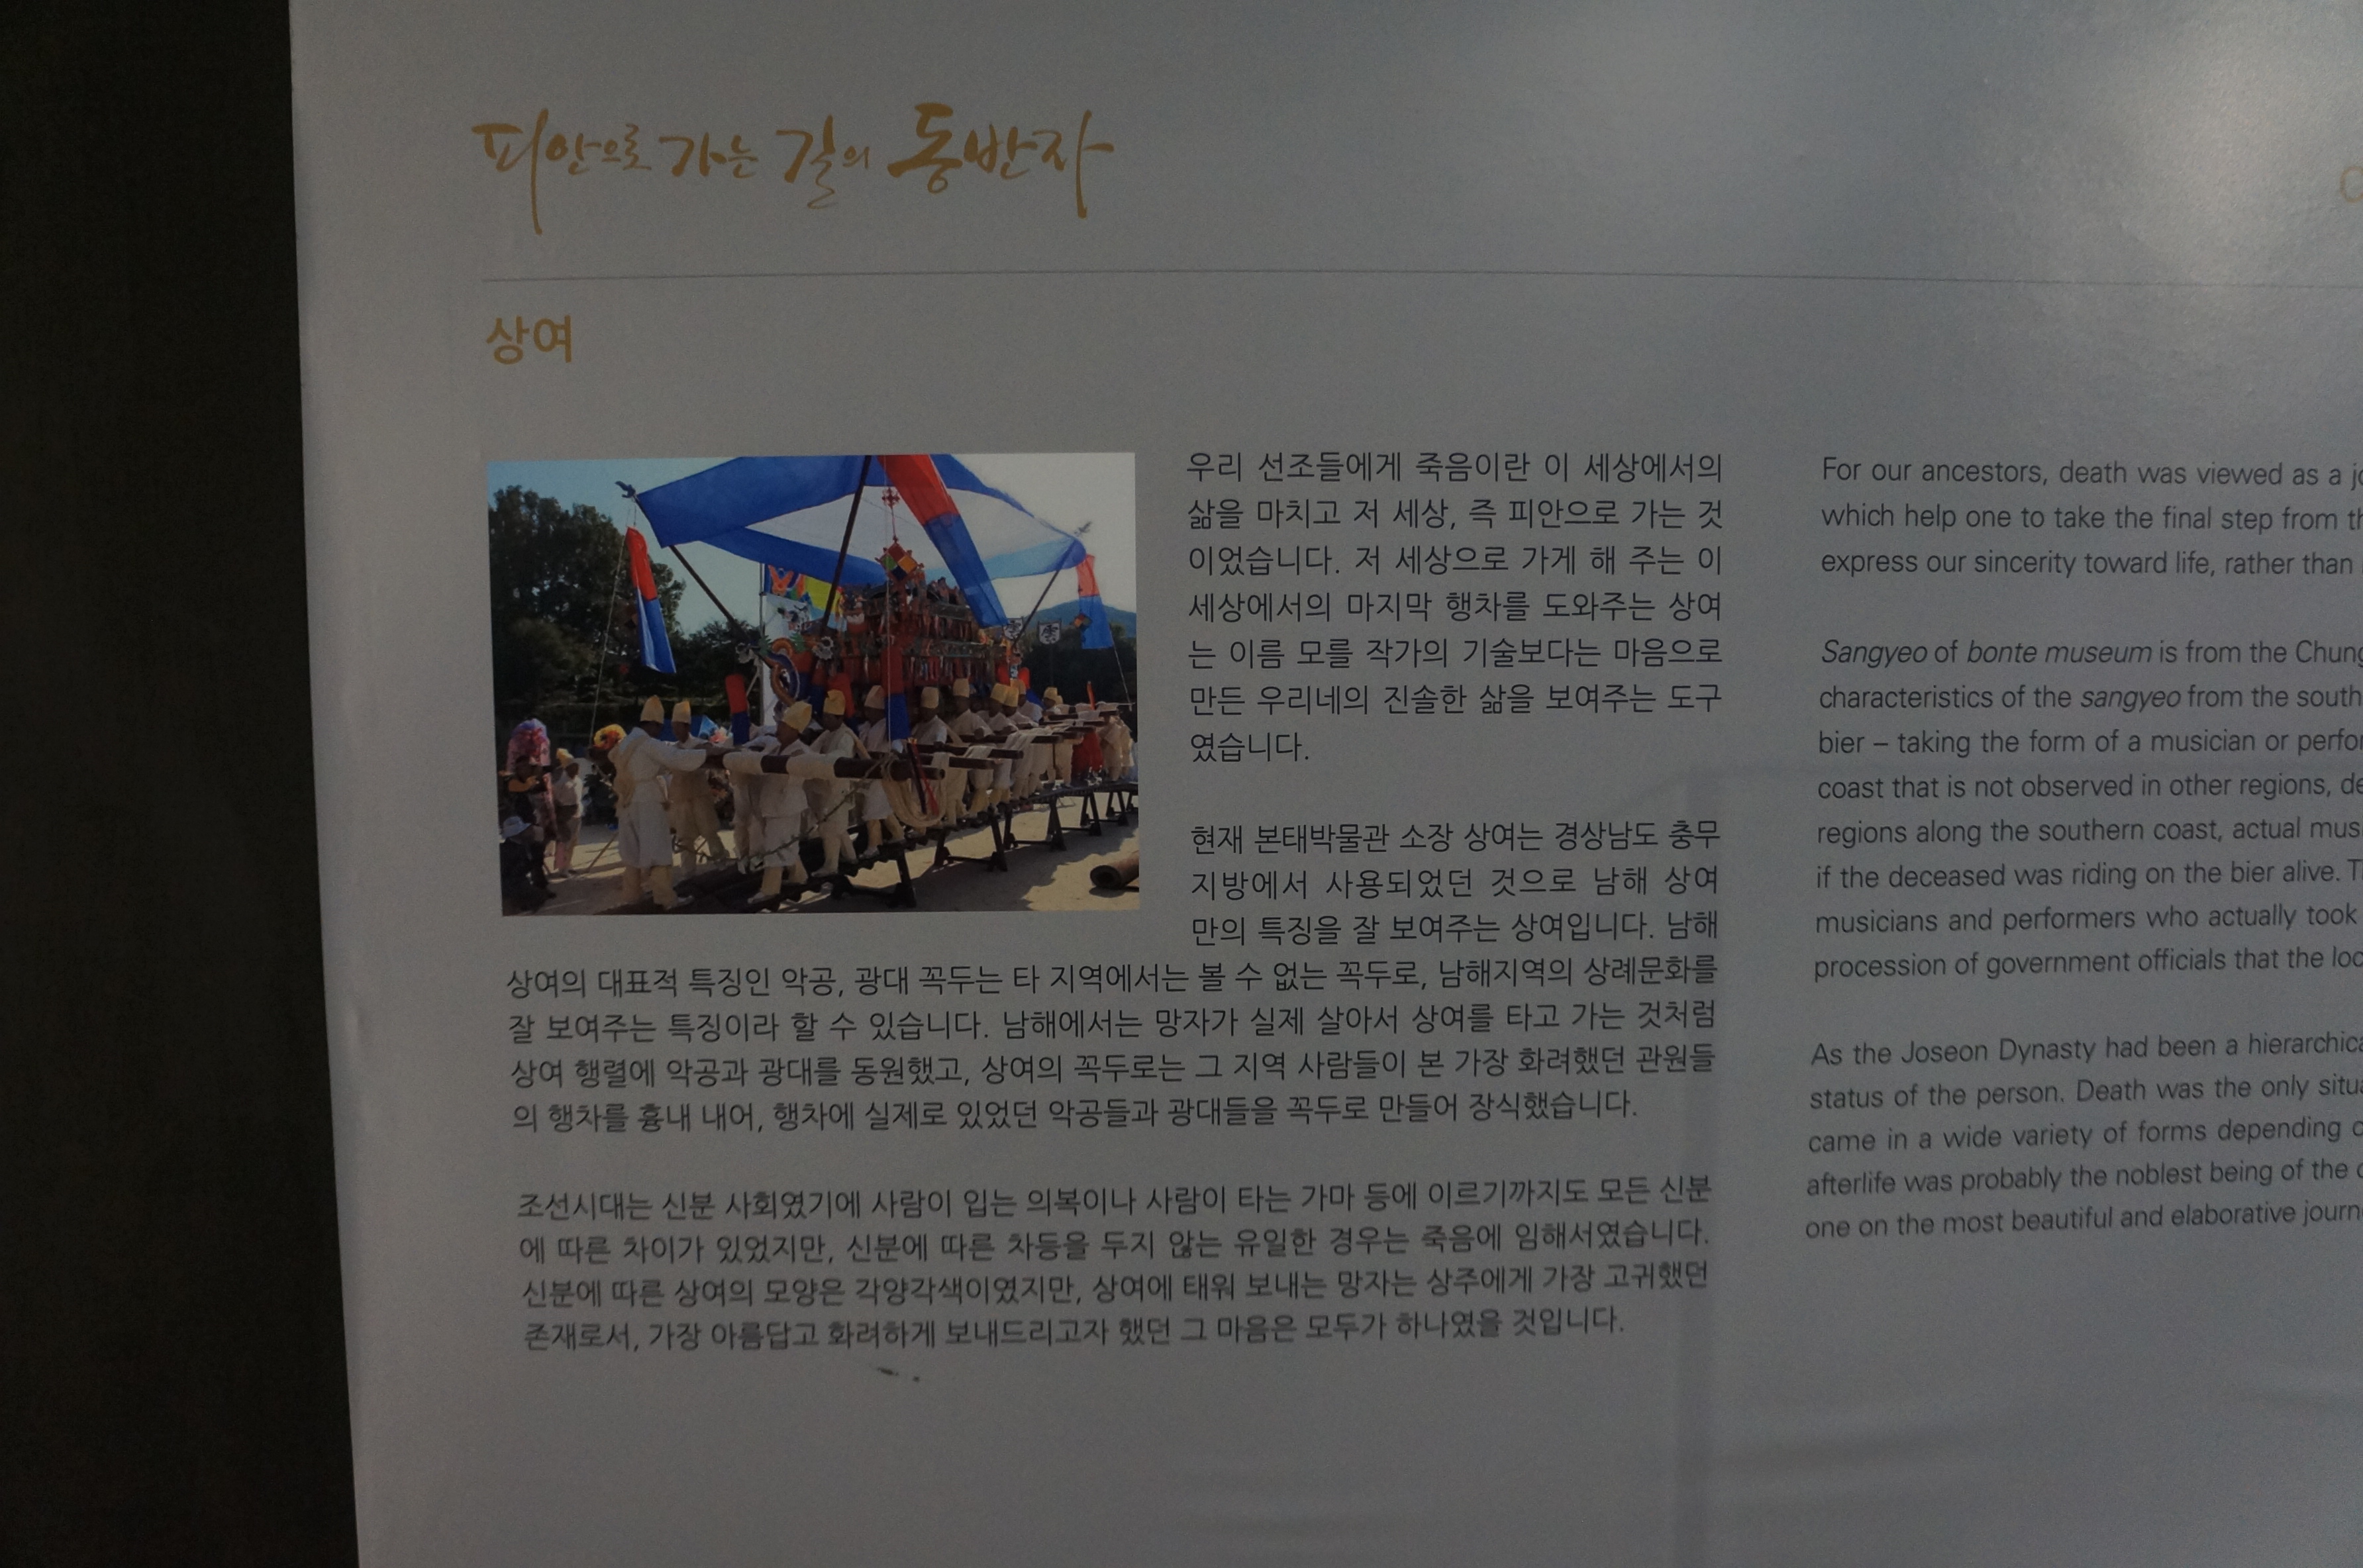 피안으로 가는 길의 동반자
C
상여
우리 선조들에게 죽음이란 이 세상에서의
삶을 마치고 저 세상, 즉 피안으로 가는 것
이었습니다. 저 세상으로 가게 해 주는 이
세상에서의 마지막 행차를 도와주는 상여
는 이름 모를 작가의 기술보다는 마음으로
만든 우리네의 진솔한 삶을 보여주는 도구
였습니다.
현재 본태박물관 소장 상여는 경상남도 충무
지방에서 사용되었던 것으로 남해 상여
만의 특징을 잘 보여주는 상여입니다. 남해
상여의 대표적 특징인 악공, 광대 꼭두는 타 지역에서는 볼 수 없는 꼭두로, 남해지역의 상례문화를
잘 보여주는 특징이라 할 수 있습니다. 남해에서는 망자가 실제 살아서 상여를 타고 가는 것처럼
상여 행렬에 악공과 광대를 동원했고, 상여의 꼭두로는 그 지역 사람들이 본 가장 화려했던 관원들
의 행차를 흉내 내어, 행차에 실제로 있었던 악공들과 광대들을 꼭두로 만들어 장식했습니다.
조선시대는 신분 사회였기에 사람이 입는 의복이나 사람이 타는 가마 등에 이르기까지도 모든 신분
에 따른 차이가 있었지만, 신분에 따른 차등을 두지 않는 유일한 경우는 죽음에 임해서였습니다.
신분에 따른 상여의 모양은 각양각색이였지만, 상여에 태워 보내는 망자는 상주에게 가장 고귀했던
존재로서, 가장 아름답고 화려하게 보내드리고자 했던 그 마음은 모두가 하나였을 것입니다.
For our ancestors, death was viewed as a jo
which help one to take the final step from th
express our sincerity toward life, rather than
Sangyeo of bonte museum is from the Chung
characteristics of the sangyeo from the south
bier – taking the form of a musician or perfor
coast that is not observed in other regions, de
regions along the southern coast, actual mus
if the deceased was riding on the bier alive. T
musicians and performers who actually took
procession of government officials that the loc
As the Joseon Dynasty had been a hierarchica
status of the person. Death was the only situa
came in a wide variety of forms depending o
afterlife was probably the noblest being of the
one on the most beautiful and elaborative journ